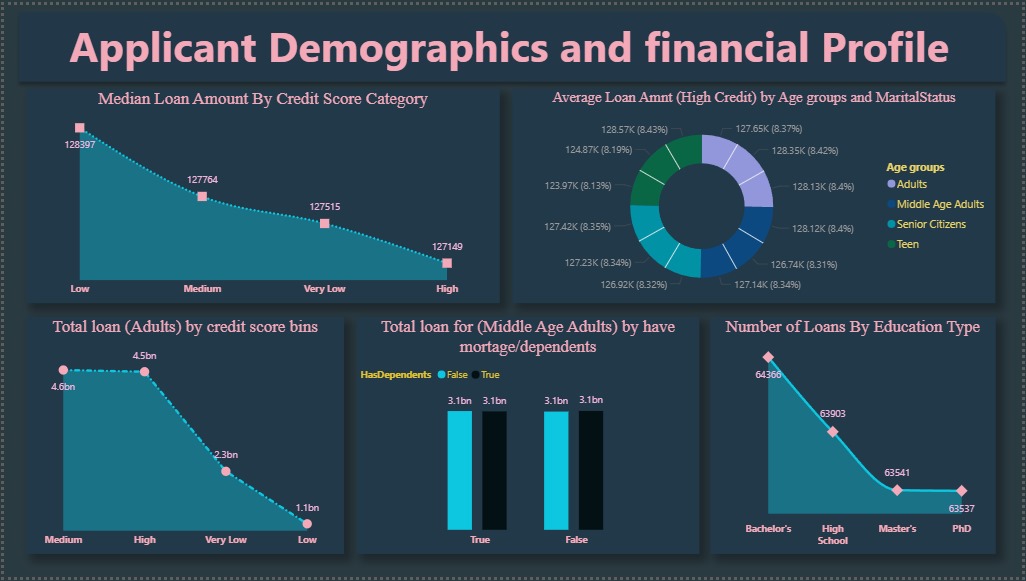 Applicant Demographics and financial Profile
Median Loan Amount By Credit Score Category
128397
127764
127515
127149
Low
Medium
Very Low
High
Average Loan Amnt (High Credit) by Age groups and MaritalStatus
128.57K (8.43%)
127.65K (8.37%)
124.87K (8.19%)
128.35K (8.42%)
123.97K (8.13%)
128.13K (8.4%)
127.42K (8.35%)
128.12K (8.4%)
127.23K (8.34%)
126.74K (8.31%)
126.92K (8.32%)
127.14K (8.34%)
Age groups
Adults
Middle Age Adults
Senior Citizens
Teen
Total loan (Adults) by credit score bins
4.6bn
4.5bn
2.3bn
1.1bn
Medium
High
Very Low
Low
Total loan for (Middle Age Adults) by have
mortage/dependents
HasDependents False True
3.1bn
3.1bn
3.1bn
3.1bn
True
False
Number of Loans By Education Type
64366
63903
63541
63537
Bachelor's
High
School
Master's
PhD